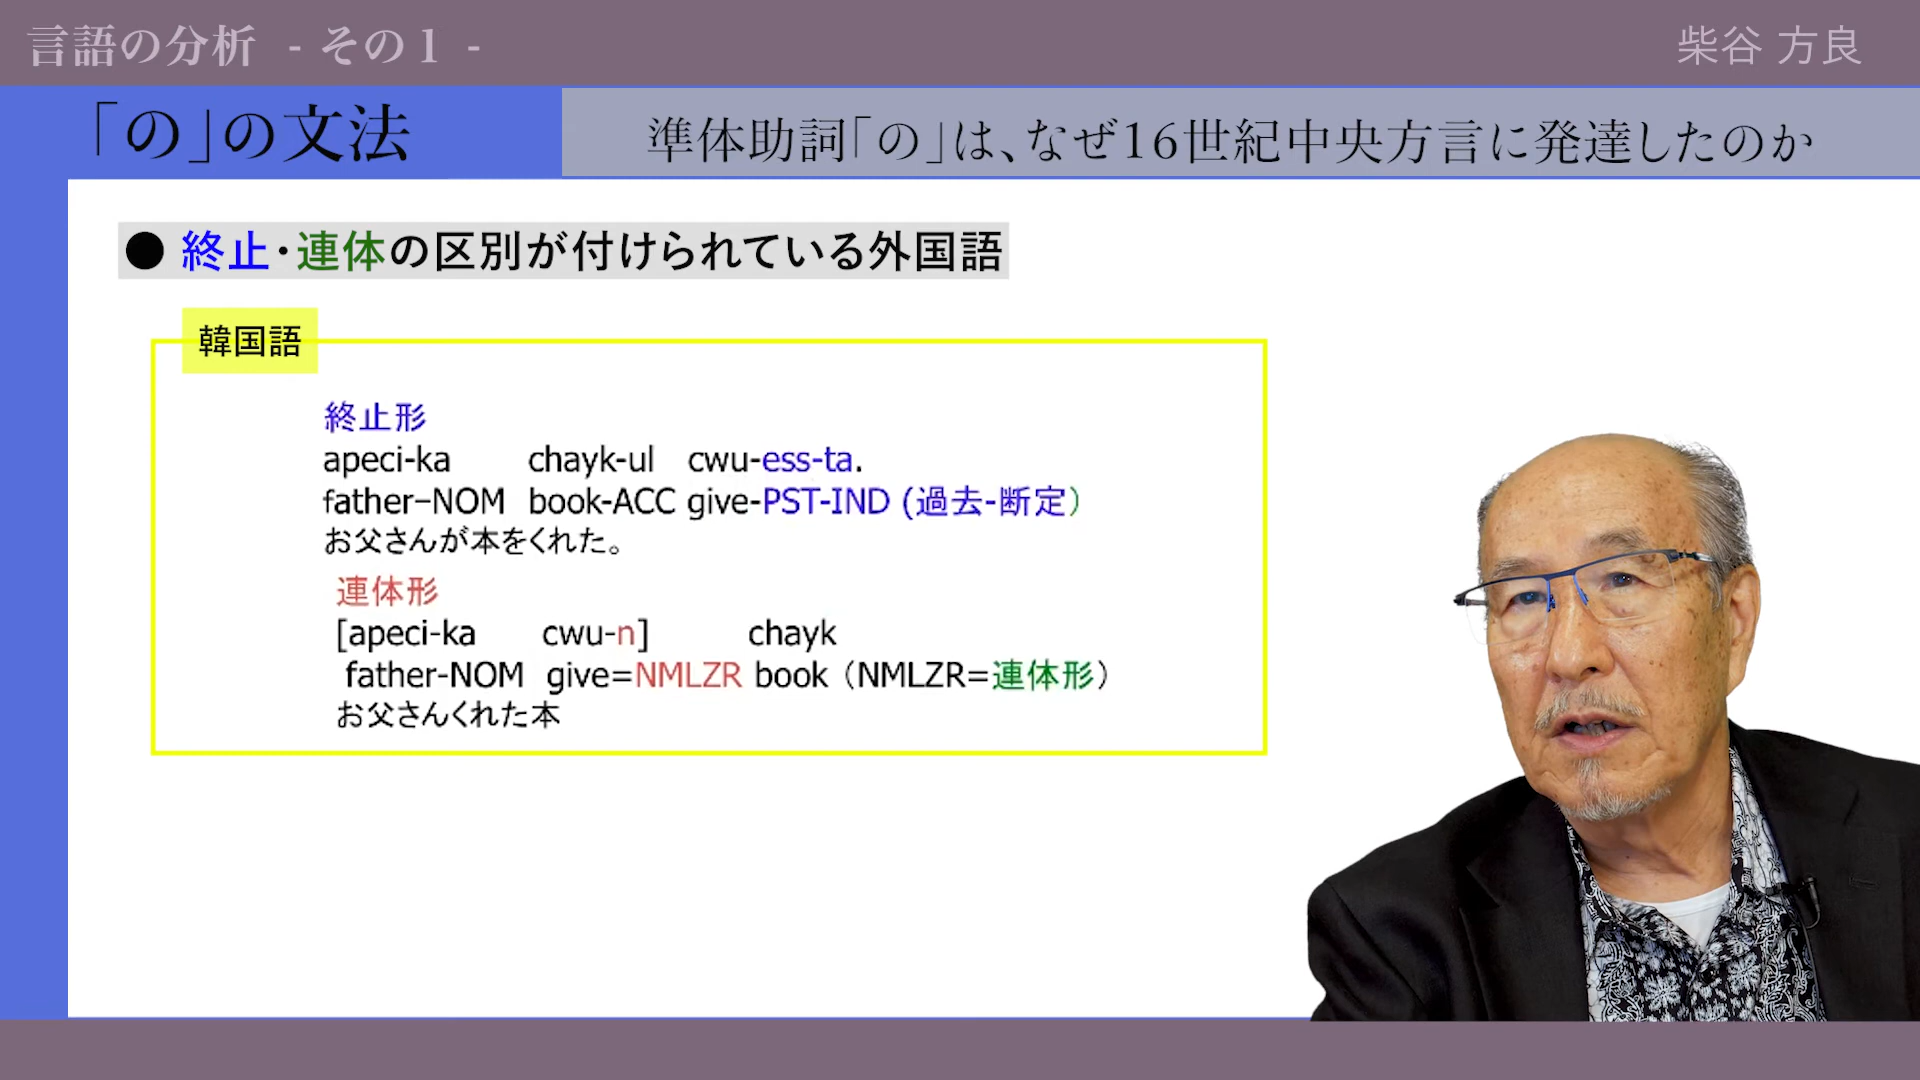 言語の分析 - その1 -
柴谷 方良
「の」の文法
準体助詞「の」は、なぜ16世紀中央方言に発達したのか
● 終止・連体の区別が付けられている外国語
韓国語
終止形
apeci-ka chayk-ul cwu-ess-ta.
father–NOM book-ACC give-PST-IND (過去-断定)
お父さんが本をくれた。
連体形
[apeci-ka cwu-n] chayk
father-NOM give=NMLZR book (NMLZR=連体形)
お父さんくれた本